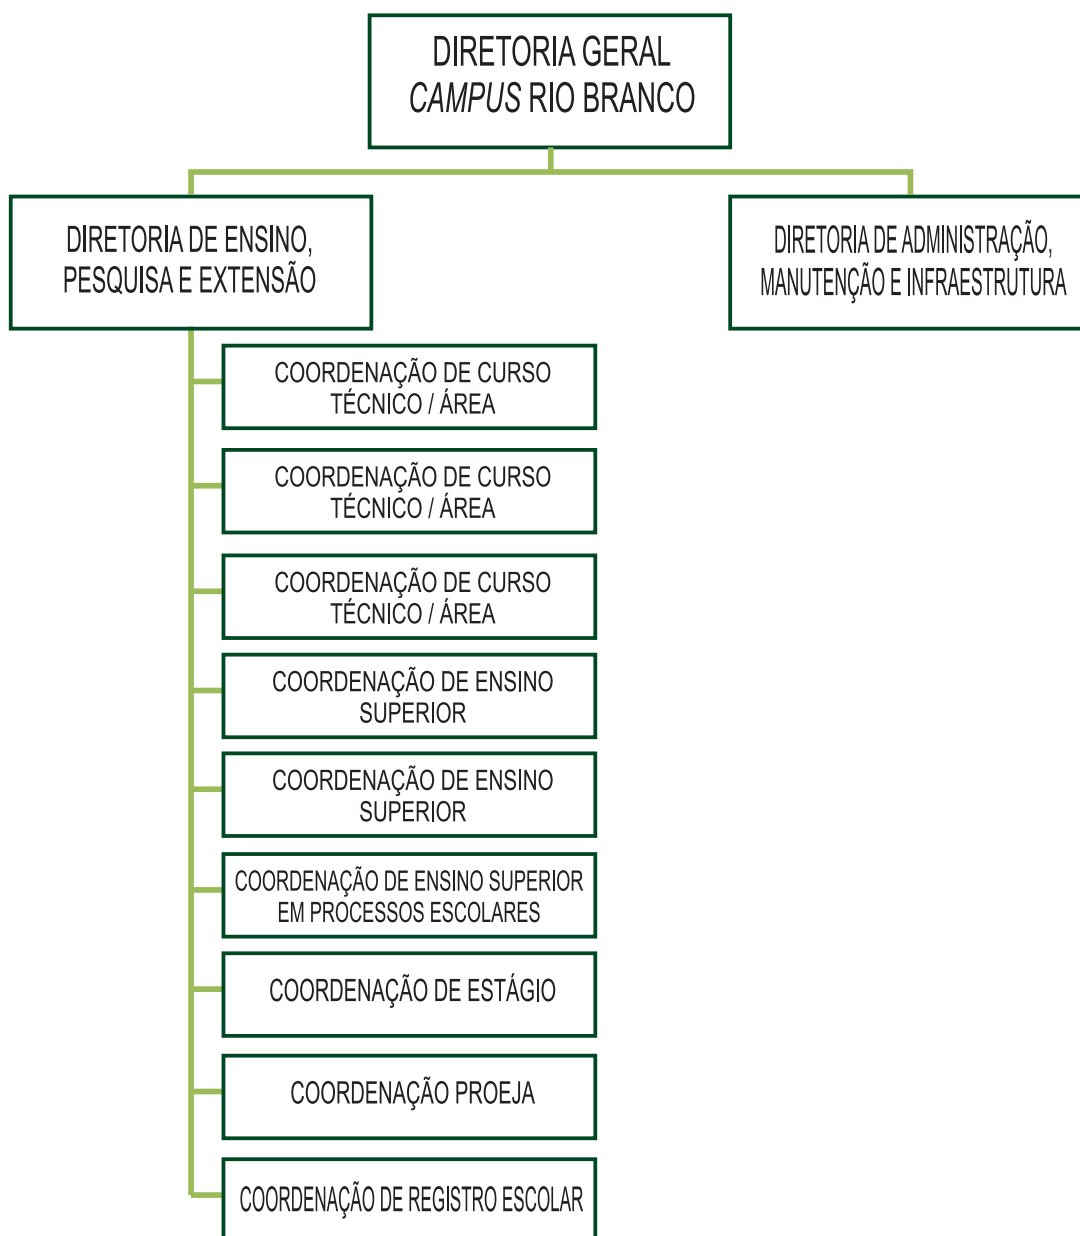 DIRETORIA GERAL
CAMPUS RIO BRANCO
DIRETORIA DE ENSINO,
PESQUISA E EXTENSÃO
DIRETORIA DE ADMINISTRAÇÃO,
MANUTENÇÃO E INFRAESTRUTURA
COORDENAÇÃO DE CURSO
TÉCNICO / ÁREA
COORDENAÇÃO DE CURSO
TÉCNICO / ÁREA
COORDENAÇÃO DE CURSO
TÉCNICO / ÁREA
COORDENAÇÃO DE ENSINO
SUPERIOR
COORDENAÇÃO DE ENSINO
SUPERIOR
COORDENAÇÃO DE ENSINO SUPERIOR
EM PROCESSOS ESCOLARES
COORDENAÇÃO DE ESTÁGIO
COORDENAÇÃO PROEJA
COORDENAÇÃO DE REGISTRO ESCOLAR